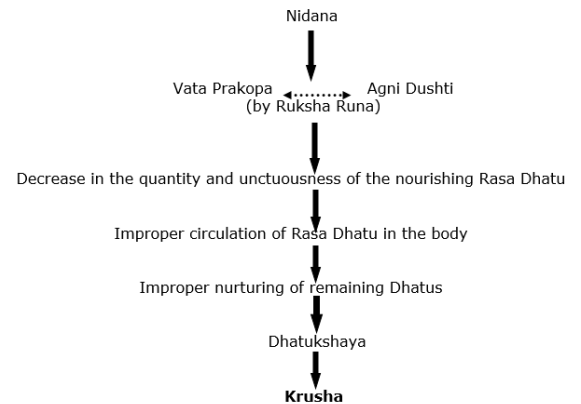 Nidana
Vata Prakopa Agni Dushti
(by Ruksha Runa)
Decrease in the quantity and unctuousness of the nourishing Rasa Dhatu
Improper circulation of Rasa Dhatu in the body
Improper nurturing of remaining Dhatus
Dhatukshaya
Krusha